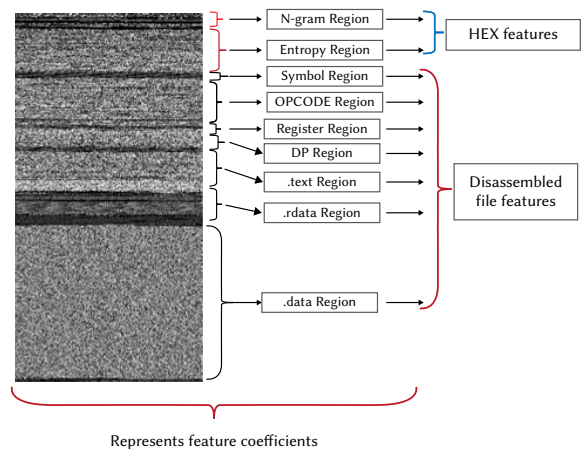 N-gram Region
Entropy Region
Symbol Region
OPCODE Region
Register Region
DP Region
.text Region
.rdata Region
.data Region
HEX features
Disassembled
file features
Represents feature coefficients